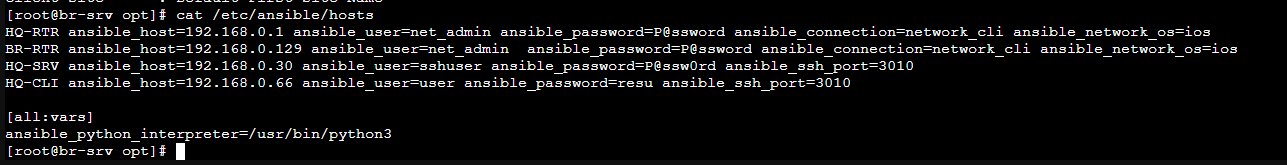 [root@br-srv opt]# cat /etc/ansible/hosts
HQ-RTR ansible_host=192.168.0.1 ansible_user=net_admin ansible_password=P@ssword ansible_connection=network_cli ansible_network_os=ios
BR-RTR ansible_host=192.168.0.129 ansible_user=net_admin  ansible_password=P@ssword ansible_connection=network_cli ansible_network_os=ios
HQ-SRV ansible_host=192.168.0.30 ansible_user=sshuser ansible_password=P@ssw0rd ansible_ssh_port=3010
HQ-CLI ansible_host=192.168.0.66 ansible_user=user ansible_password=resu ansible_ssh_port=3010

[all:vars]
ansible_python_interpreter=/usr/bin/python3
[root@br-srv opt]#